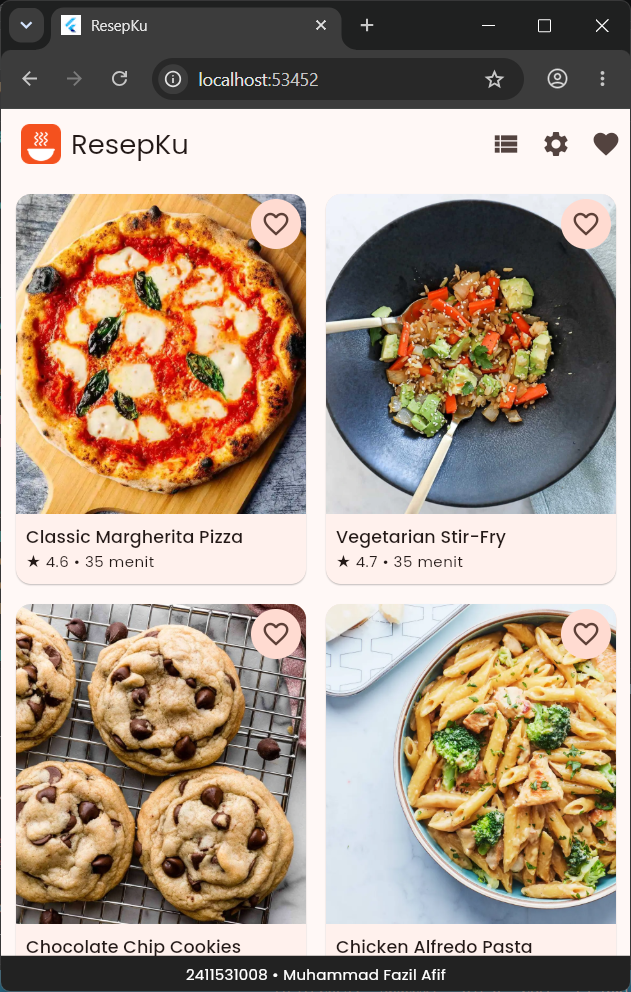 ResepKu
localhost:53452
ResepKu
Classic Margherita Pizza
★ 4.6 • 35 menit
Vegetarian Stir-Fry
★ 4.7 • 35 menit
Chocolate Chip Cookies
Chicken Alfredo Pasta
2411531008 • Muhammad Fazil Afif